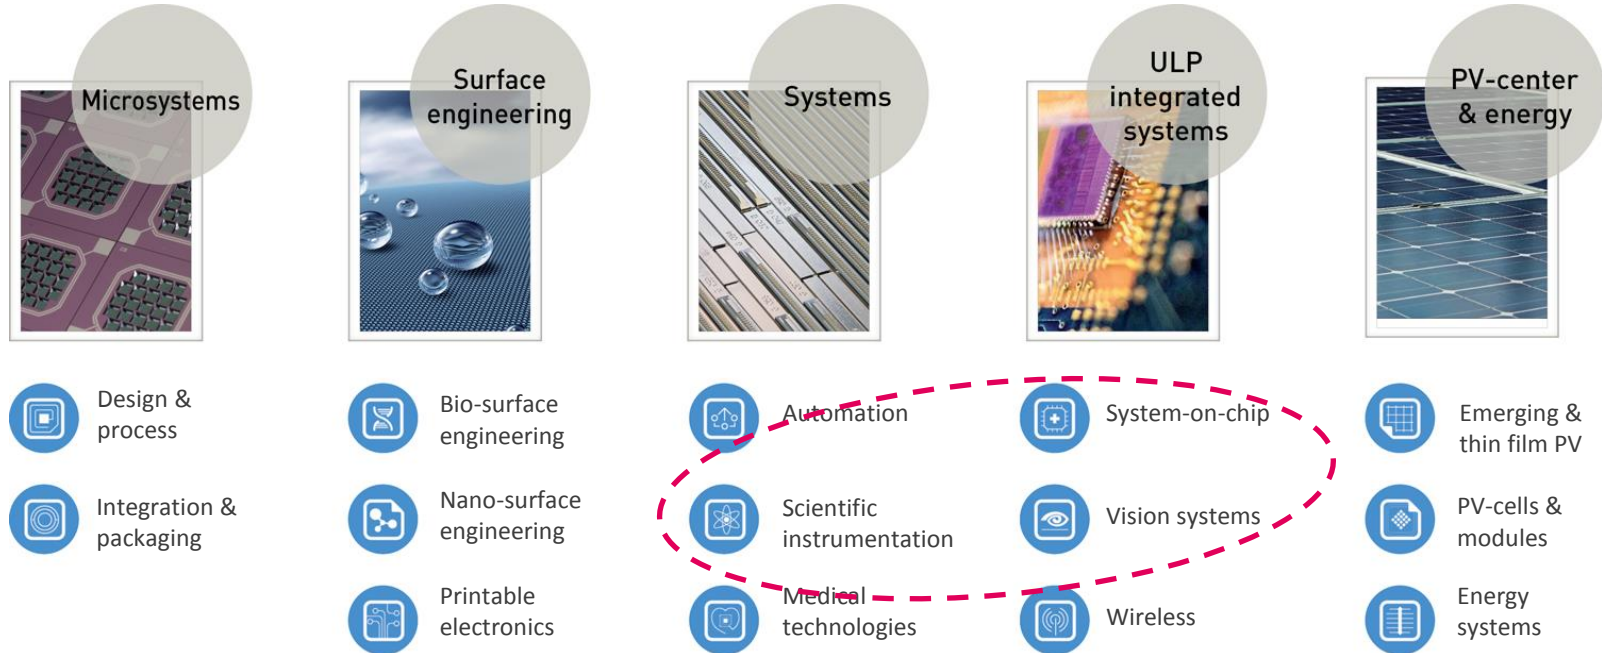 Microsystems
Surface
engineering
Systems
ULP
integrated
systems
PV-center
& energy
Design &
process
Integration &
packaging
Bio-surface
engineering
Nano-surface
engineering
Printable
electronics
Automation
Scientific
instrumentation
Medical
technologies
System-on-chip
Vision systems
Wireless
Emerging &
thin film PV
PV-cells &
modules
Energy
systems